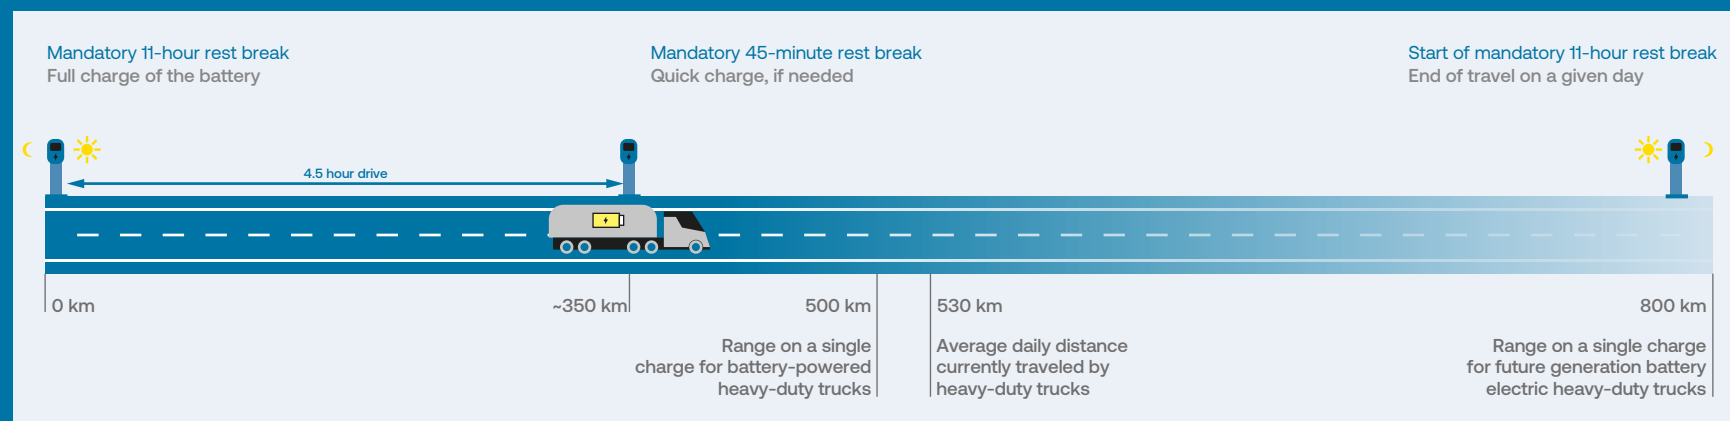 Mandatory 11-hour rest break
Full charge of the battery
Mandatory 45-minute rest break
Quick charge, if needed
Start of mandatory 11-hour rest break
End of travel on a given day
4.5 hour drive
0 km
~350 km
500 km
Range on a single
charge for battery-powered
heavy-duty trucks
530 km
Average daily distance
currently traveled by
heavy-duty trucks
800 km
Range on a single charge
for future generation battery
electric heavy-duty trucks